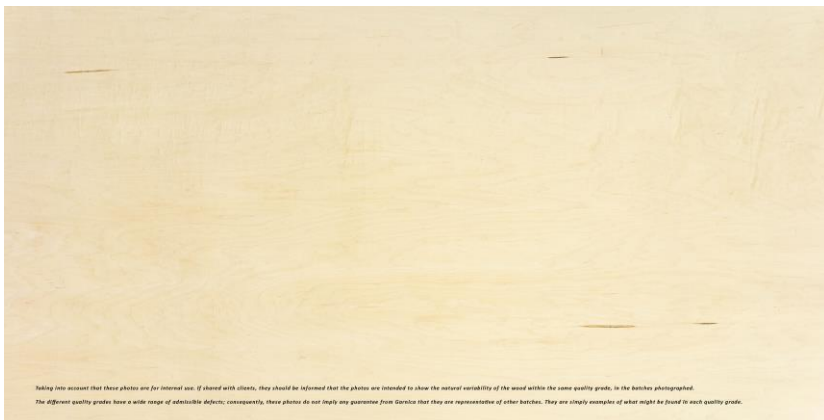 Taking into account that these photos are for internal use. If shared with clients, they should be informed that the photos are intended to show the natural variability of the wood within the same quality grade, in the batches photographed.
The different quality grades have a wide range of admissible defects; consequently, these photos do not imply any guarantee from Garnica that they are representative of other batches. They are simply examples of what might be found in each quality grade.